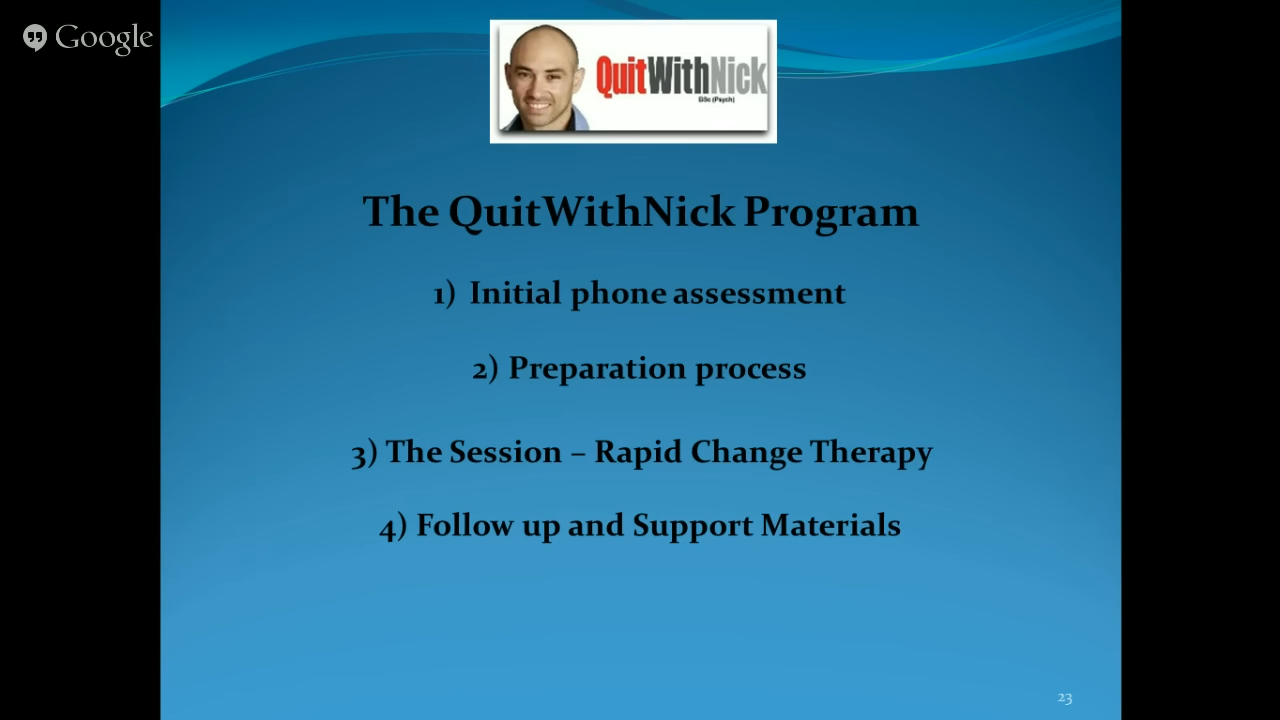 Google
QuitWithNick
BSc (Psych)
The QuitWithNick Program
1) Initial phone assessment
2) Preparation process
3) The Session – Rapid Change Therapy
4) Follow up and Support Materials
23